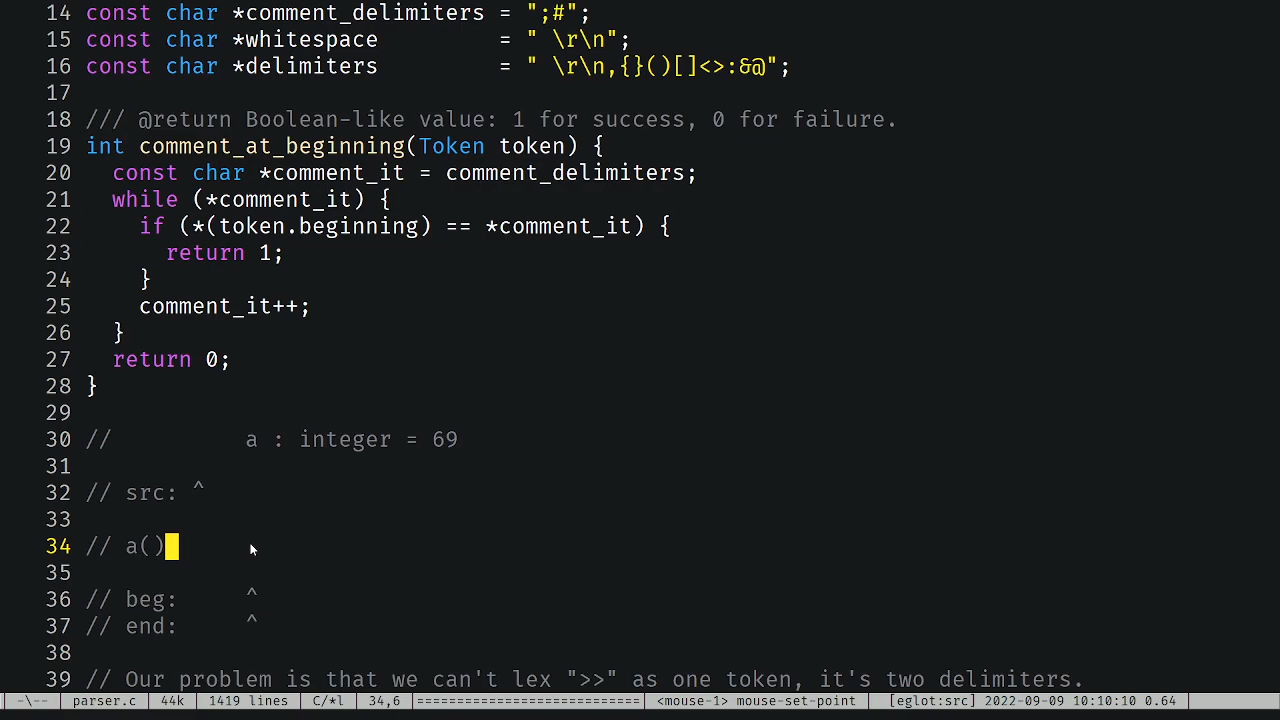 14 const char *comment_delimiters = ";#";
15 const char *whitespace         = " \r\n";
16 const char *delimiters         = " \r\n,{}()[]<>:&@";
17
18 /// @return Boolean-like value: 1 for success, 0 for failure.
19 int comment_at_beginning(Token token) {
20   const char *comment_it = comment_delimiters;
21   while (*comment_it) {
22     if (*(token.beginning) == *comment_it) {
23       return 1;
24     }
25     comment_it++;
26   }
27   return 0;
28 }
29
30 //          a : integer = 69
31
32 // src: ^
33
34 // a()
35
36 // beg:     ^
37 // end:     ^
38
39 // Our problem is that we can't lex ">>" as one token, it's two delimiters.
-\-- parser.c 44k 1419 lines C/*l 34,6 ========================== <mouse-1> mouse-set-point [eglot:src] 2022-09-09 10:10:10 0.64